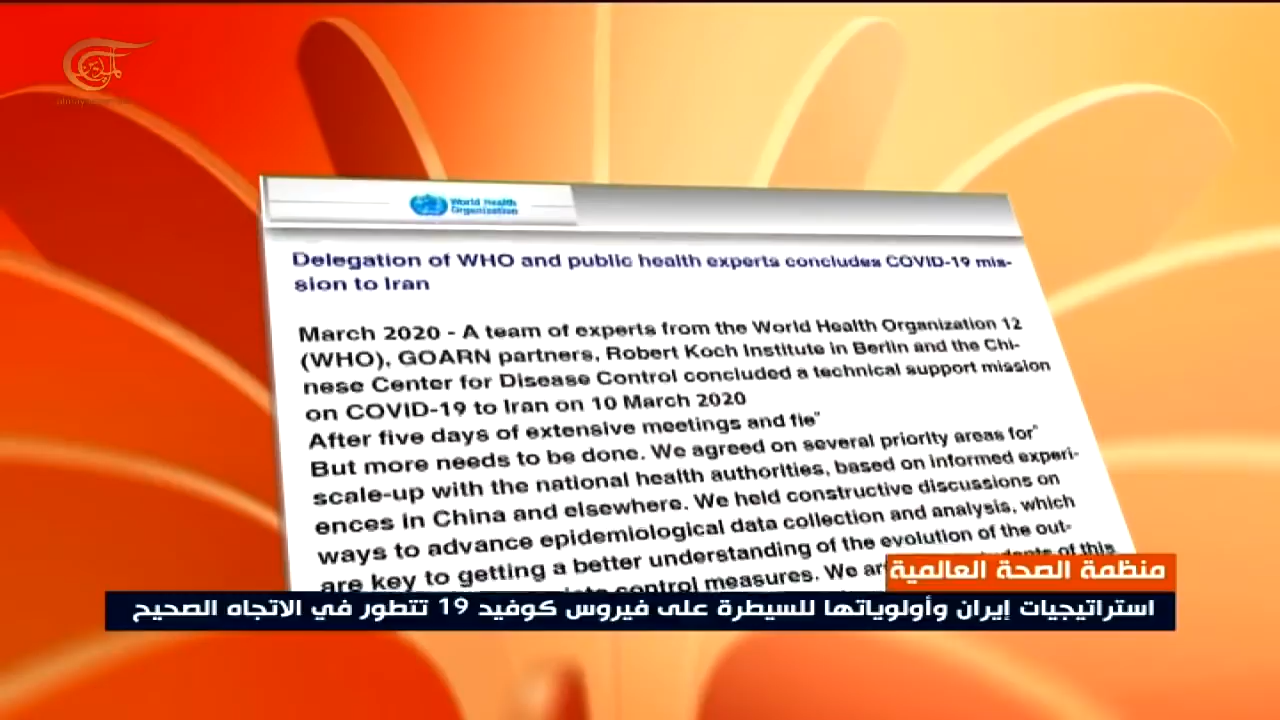 الميادين
World Health
Organization
Delegation of WHO and public health experts concludes COVID-19 mis-
sion to Iran
March 2020 - A team of experts from the World Health Organization 12
(WHO), GOARN partners, Robert Koch Institute in Berlin and the Chi-
nese Center for Disease Control concluded a technical support mission
on COVID-19 to Iran on 10 March 2020
After five days of extensive meetings and fie"
But more needs to be done. We agreed on several priority areas for"
scale-up with the national health authorities, based on informed experi-
ences in China and elsewhere. We held constructive discussions on
ways to advance epidemiological data collection and analysis, which
are key to getting a better understanding of the evolution of the out-
control measures. We are of this
منظمة الصحة العالمية
استراتيجيات إيران وأولوياتها للسيطرة على فيروس كوفيد 19 تتطور في الاتجاه الصحيح